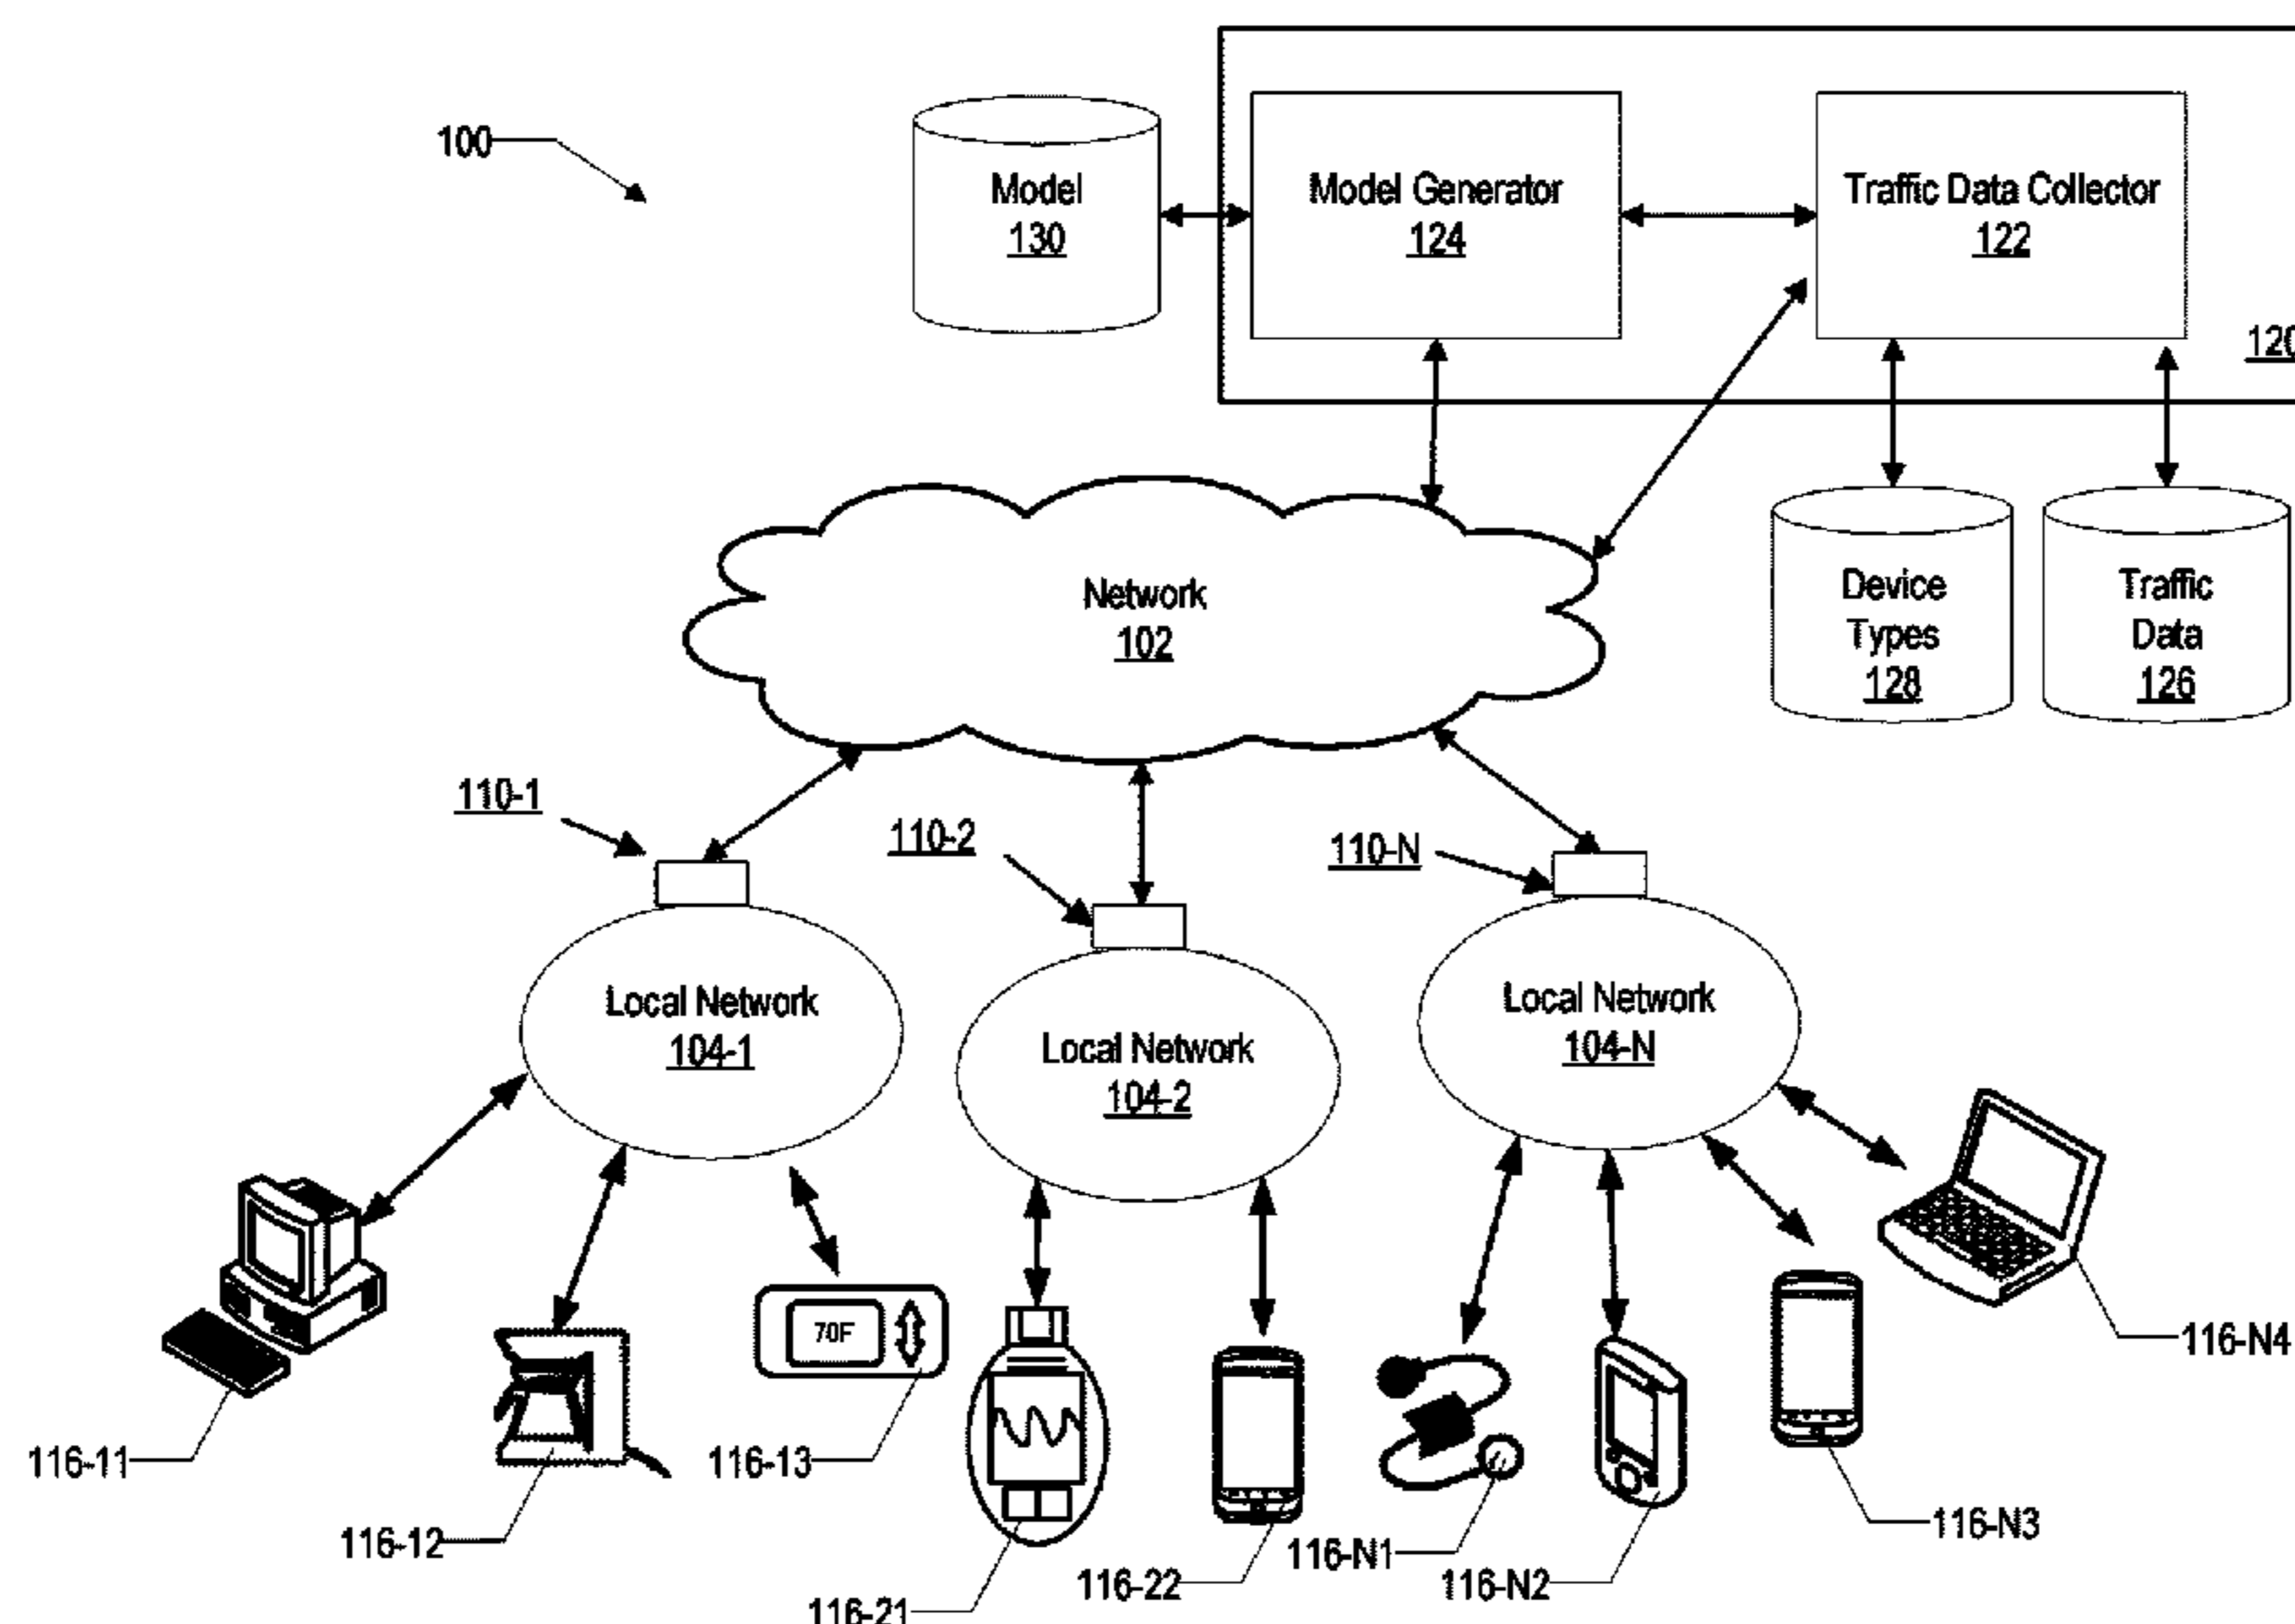 100
Model
130
Model Generator
124
Traffic Data Collector
122
120
Network
102
Device
Types
128
Traffic
Data
126
110-1
110-2
110-N
Local Network
104-1
Local Network
104-2
Local Network
104-N
70F
116-11
116-12
116-13
116-21
116-22
116-N1
116-N2
116-N3
116-N4